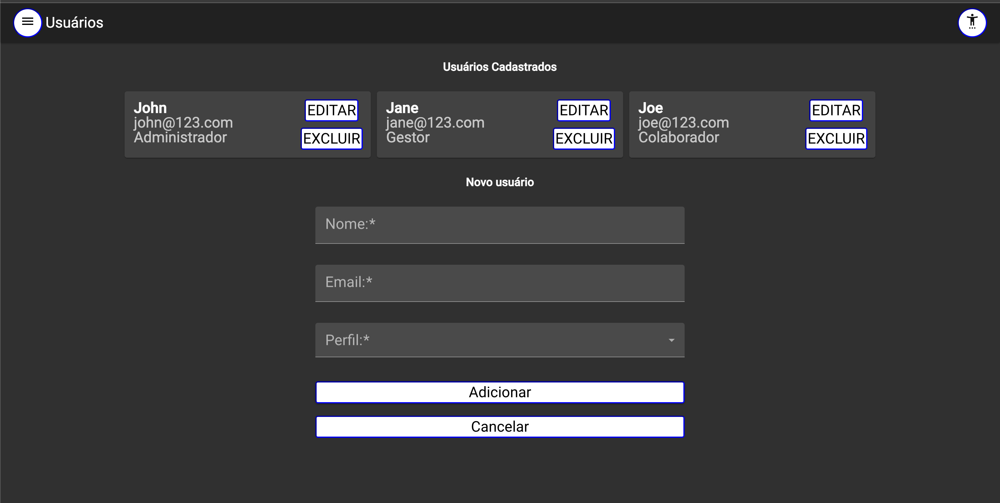 Usuários
Usuários Cadastrados
John
john@123.com
Administrador
EDITAR
EXCLUIR
Jane
jane@123.com
Gestor
EDITAR
EXCLUIR
Joe
joe@123.com
Colaborador
EDITAR
EXCLUIR
Novo usuário
Nome:*
Email:*
Perfil:*
Adicionar
Cancelar